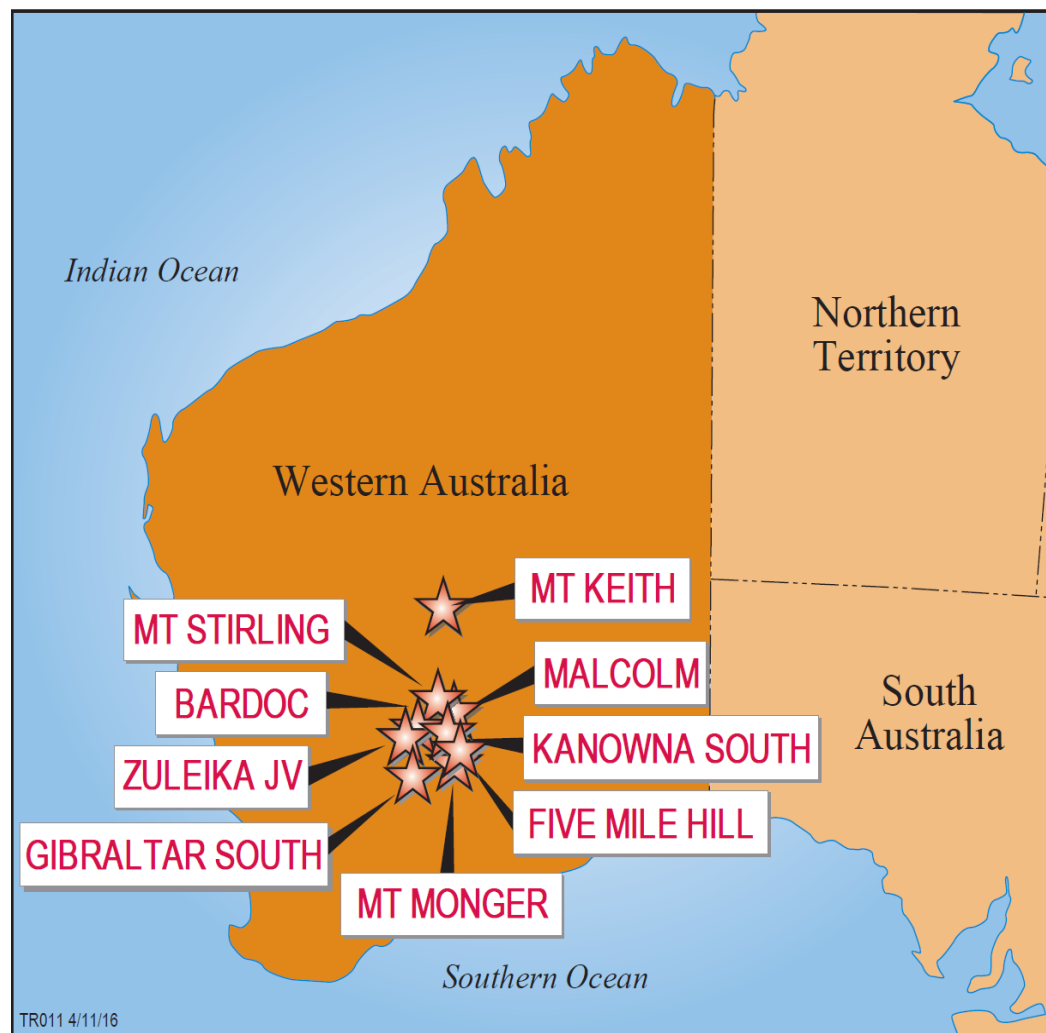 Indian Ocean
Northern
Territory
Western Australia
MT KEITH
MT STIRLING
MALCOLM
BARDOC
South
Australia
KANOWNA SOUTH
ZULEIKA JV
FIVE MILE HILL
GIBRALTAR SOUTH
MT MONGER
Southern Ocean
TR011 4/11/16